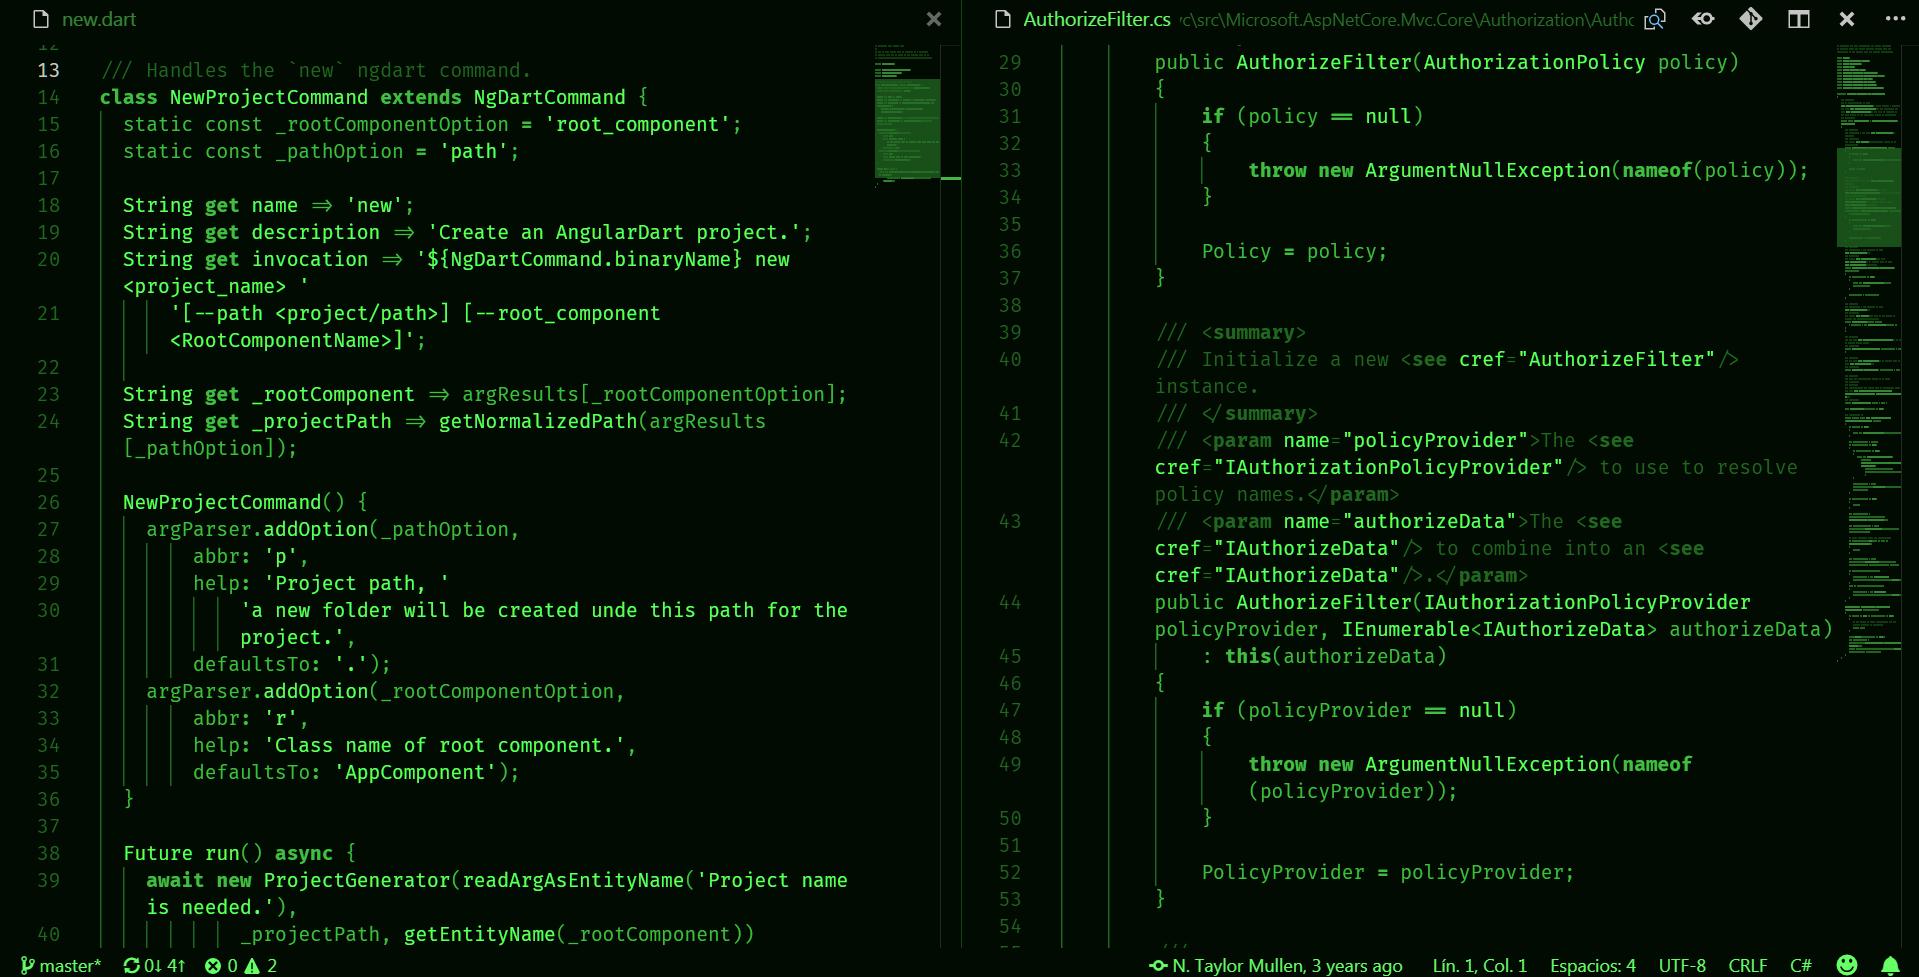 new.dart
12
13 /// Handles the `new` ngdart command.
14 class NewProjectCommand extends NgDartCommand {
15 static const _rootComponentOption = 'root_component';
16 static const _pathOption = 'path';
17
18 String get name => 'new';
19 String get description => 'Create an AngularDart project.';
20 String get invocation => '${NgDartCommand.binaryName} new
<project_name> '
21 '[--path <project/path>] [--root_component
<RootComponentName>]';
22
23 String get _rootComponent => argResults[_rootComponentOption];
24 String get _projectPath => getNormalizedPath(argResults
[_pathOption]);
25
26 NewProjectCommand() {
27 argParser.addOption(_pathOption,
28 abbr: 'p',
29 help: 'Project path, '
30 'a new folder will be created unde this path for the
project.',
31 defaultsTo: '.');
32 argParser.addOption(_rootComponentOption,
33 abbr: 'r',
34 help: 'Class name of root component.',
35 defaultsTo: 'AppComponent');
36 }
37
38 Future run() async {
39 await new ProjectGenerator(readArgAsEntityName('Project name
is needed.'),
40 _projectPath, getEntityName(_rootComponent))
AuthorizeFilter.cs \src\Microsoft.AspNetCore.Mvc.Core\Authorization\Autho
29 public AuthorizeFilter(AuthorizationPolicy policy)
30 {
31 if (policy == null)
32 {
33 throw new ArgumentNullException(nameof(policy));
34 }
35
36 Policy = policy;
37 }
38
39 /// <summary>
40 /// Initialize a new <see cref="AuthorizeFilter"/>
instance.
41 /// </summary>
42 /// <param name="policyProvider">The <see
cref="IAuthorizationPolicyProvider"/> to use to resolve
policy names.</param>
43 /// <param name="authorizeData">The <see
cref="IAuthorizeData"/> to combine into an <see
cref="IAuthorizeData"/>.</param>
44 public AuthorizeFilter(IAuthorizationPolicyProvider
policyProvider, IEnumerable<IAuthorizeData> authorizeData)
45 : this(authorizeData)
46 {
47 if (policyProvider == null)
48 {
49 throw new ArgumentNullException(nameof
(policyProvider));
50 }
51
52 PolicyProvider = policyProvider;
53 }
54
55 ///
master* 0↓ 4↑ 0 2
N. Taylor Mullen, 3 years ago Lín. 1, Col. 1 Espacios: 4 UTF-8 CRLF C#